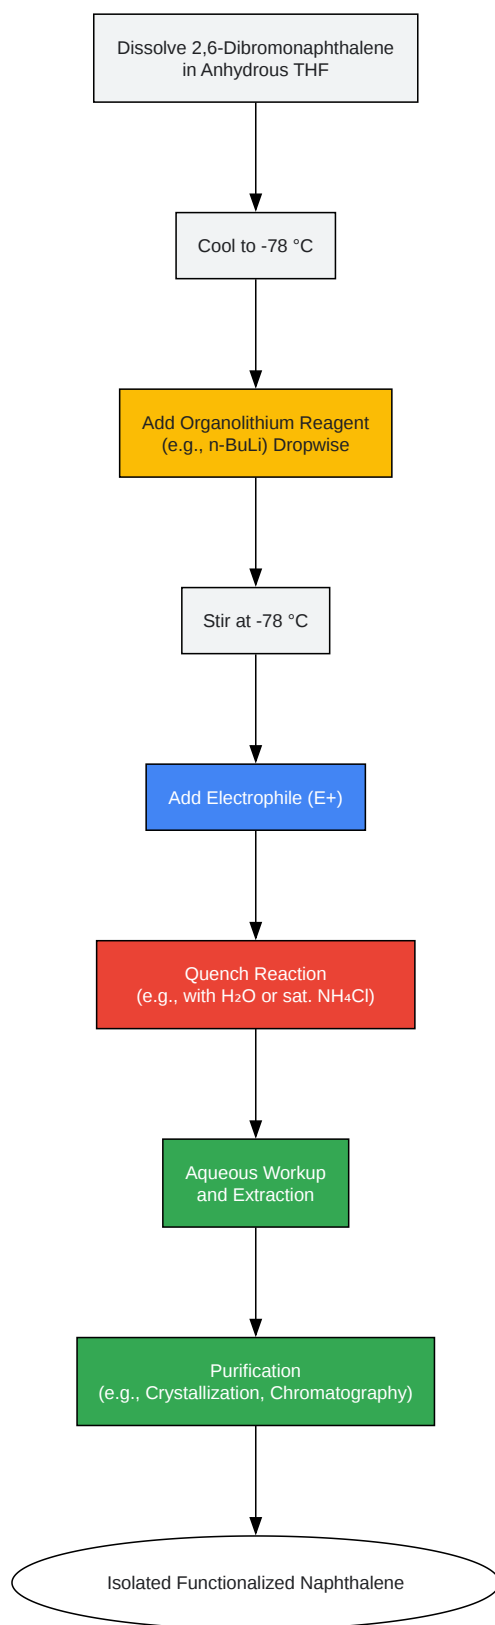 Dissolve 2,6-Dibromonaphthalene
in Anhydrous THF
Cool to -78 °C
Add Organolithium Reagent
(e.g., n-BuLi) Dropwise
Stir at -78 °C
Add Electrophile (E+)
Quench Reaction
(e.g., with H₂O or sat. NH₄Cl)
Aqueous Workup
and Extraction
Purification
(e.g., Crystallization, Chromatography)
Isolated Functionalized Naphthalene